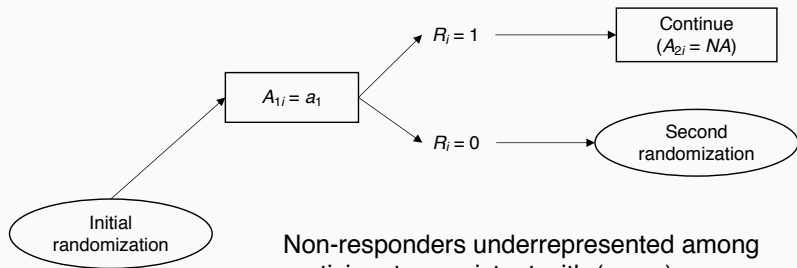 Initial
randomization
A₁ᵢ = a₁
Rᵢ = 1
Rᵢ = 0
Continue
(A₂ᵢ = NA)
Second
randomization
Non-responders underrepresented among